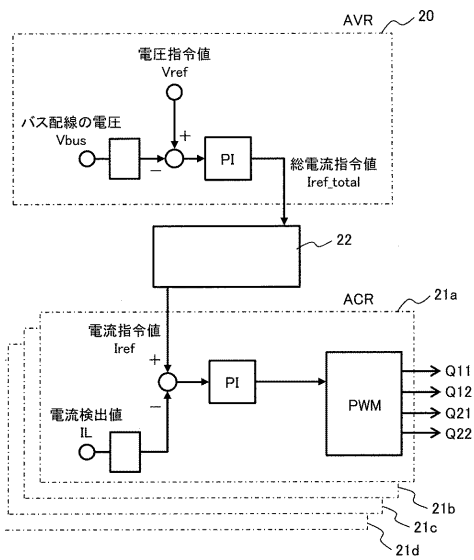 AVR
20
電圧指令値
Vref
バス配線の電圧
Vbus
+
−
PI
総電流指令値
Iref_total
22
ACR
21a
電流指令値
Iref
+
−
PI
PWM
Q11
Q12
Q21
Q22
電流検出値
IL
21b
21c
21d